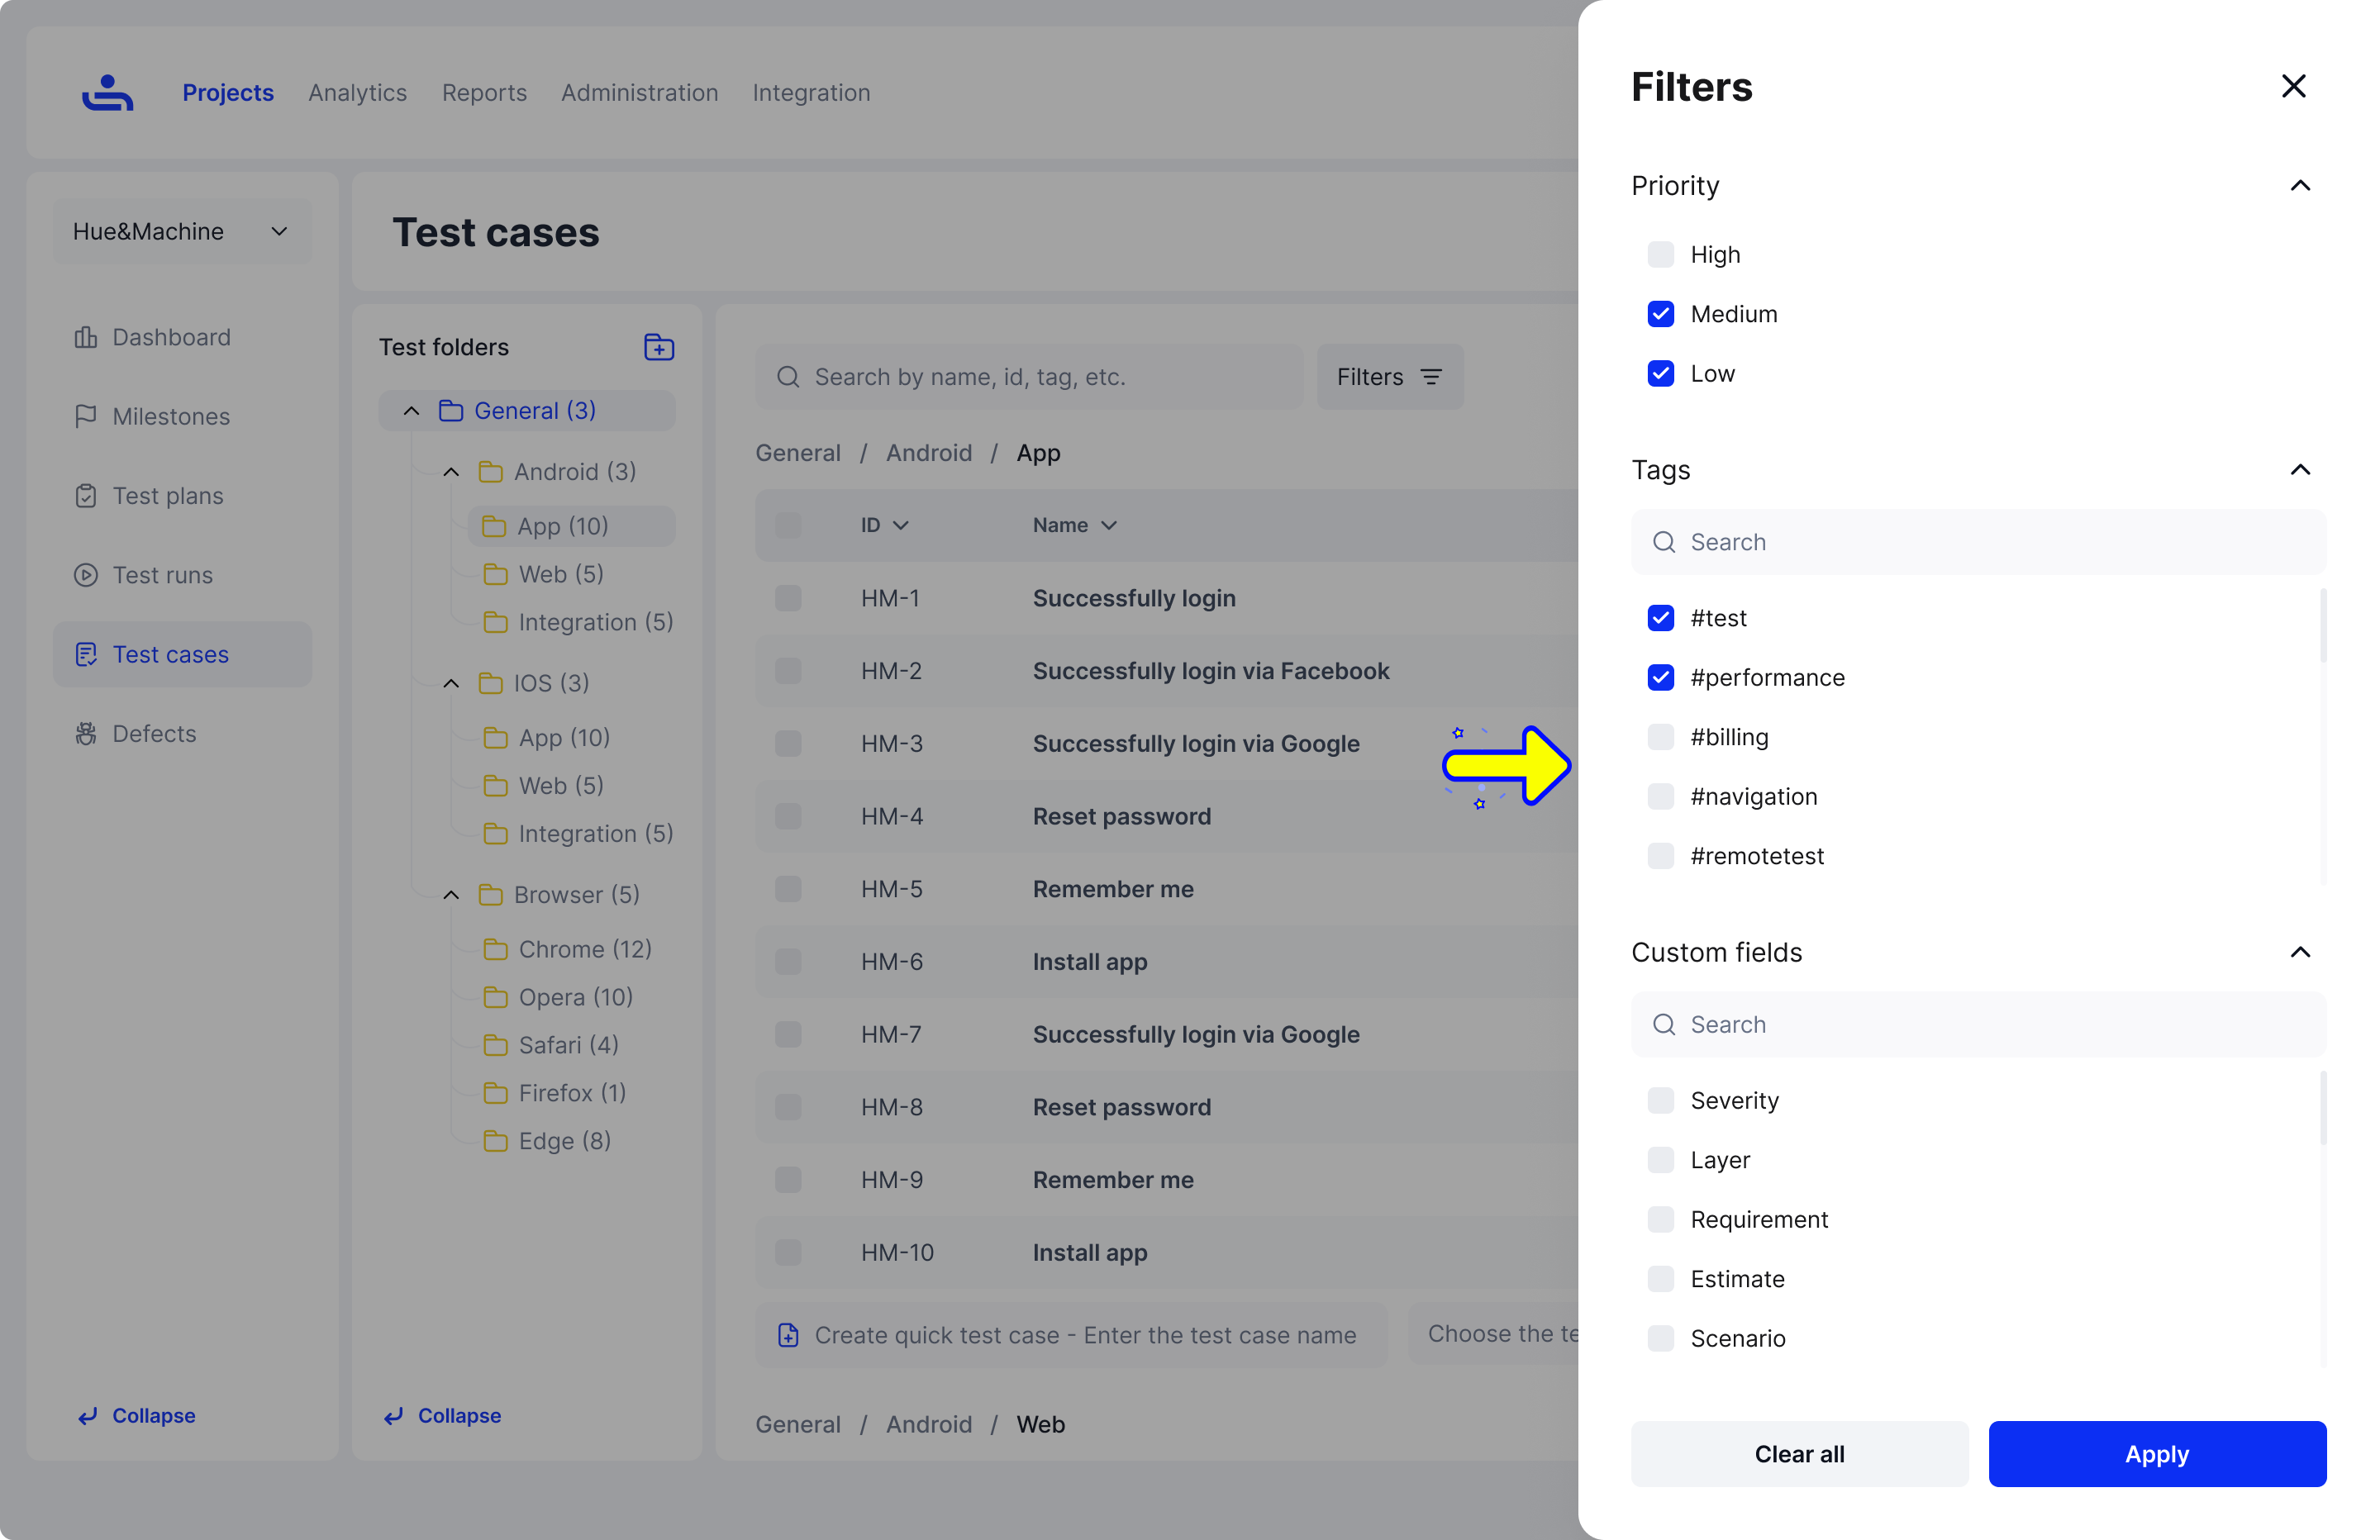 Projects Analytics Reports Administration Integration
Hue&Machine
Dashboard
Milestones
Test plans
Test runs
Test cases
Defects
Collapse
Test cases
Test folders
General (3)
Android (3)
App (10)
Web (5)
Integration (5)
IOS (3)
App (10)
Web (5)
Integration (5)
Browser (5)
Chrome (12)
Opera (10)
Safari (4)
Firefox (1)
Edge (8)
Collapse
Search by name, id, tag, etc. Filters
General / Android / App
ID Name
HM-1 Successfully login
HM-2 Successfully login via Facebook
HM-3 Successfully login via Google
HM-4 Reset password
HM-5 Remember me
HM-6 Install app
HM-7 Successfully login via Google
HM-8 Reset password
HM-9 Remember me
HM-10 Install app
Create quick test case - Enter the test case name Choose the te
General / Android / Web
Filters
Priority
High
Medium
Low
Tags
Search
#test
#performance
#billing
#navigation
#remotetest
Custom fields
Search
Severity
Layer
Requirement
Estimate
Scenario
Clear all Apply